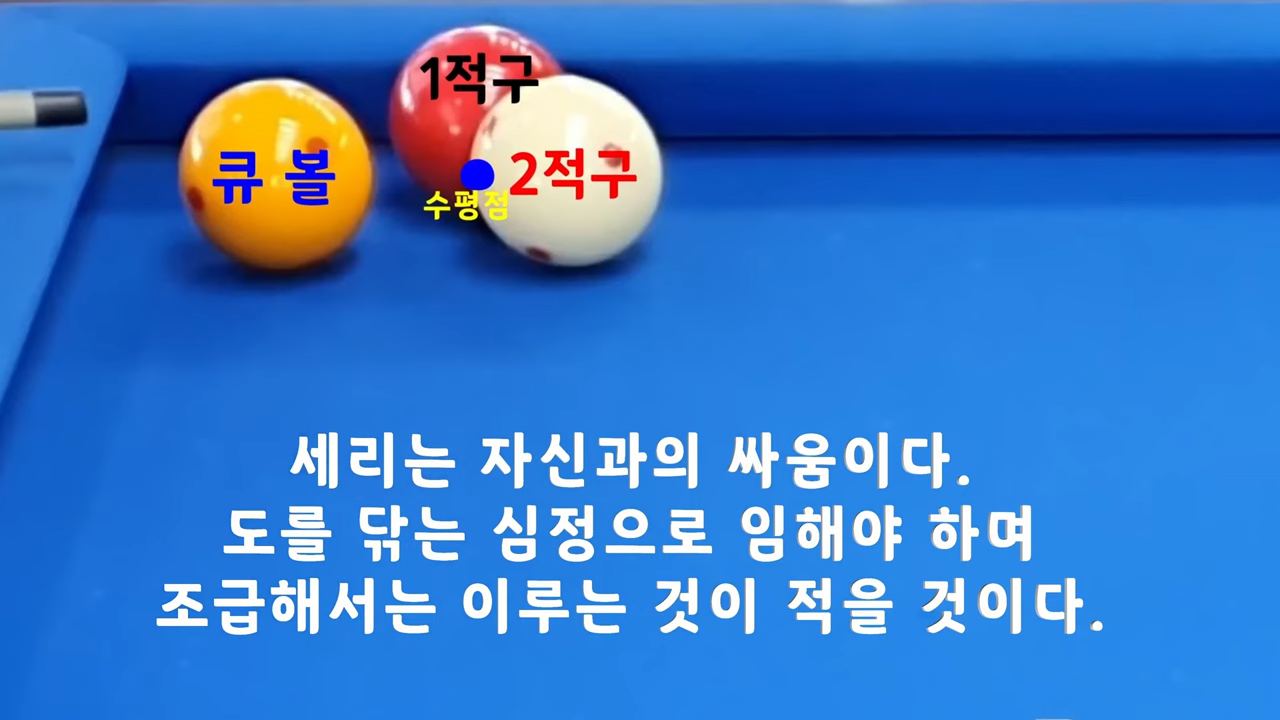 1적구
큐 볼
2적구
수평점
세리는 자신과의 싸움이다.
도를 닦는 심정으로 임해야 하며
조급해서는 이루는 것이 적을 것이다.